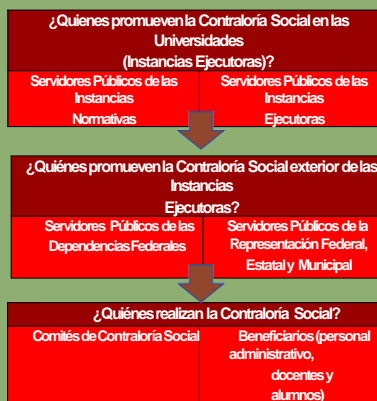 ¿Quienes promueven la Contraloría Social en las
Universidades
(Instancias Ejecutoras)?
Servidores Públicos de las
Instancias
Normativas
Servidores Públicos de las
Instancias
Ejecutoras
¿Quiénes promueven la Contraloría Social exterior de las
Instancias
Ejecutoras?
Servidores Públicos de las
Dependencias Federales
Servidores Públicos de la
Representación Federal,
Estatal y Municipal
¿Quiénes realizan la Contraloría Social?
Comités de Contraloría Social
Beneficiarios (personal
administrativo,
docentes y
alumnos)